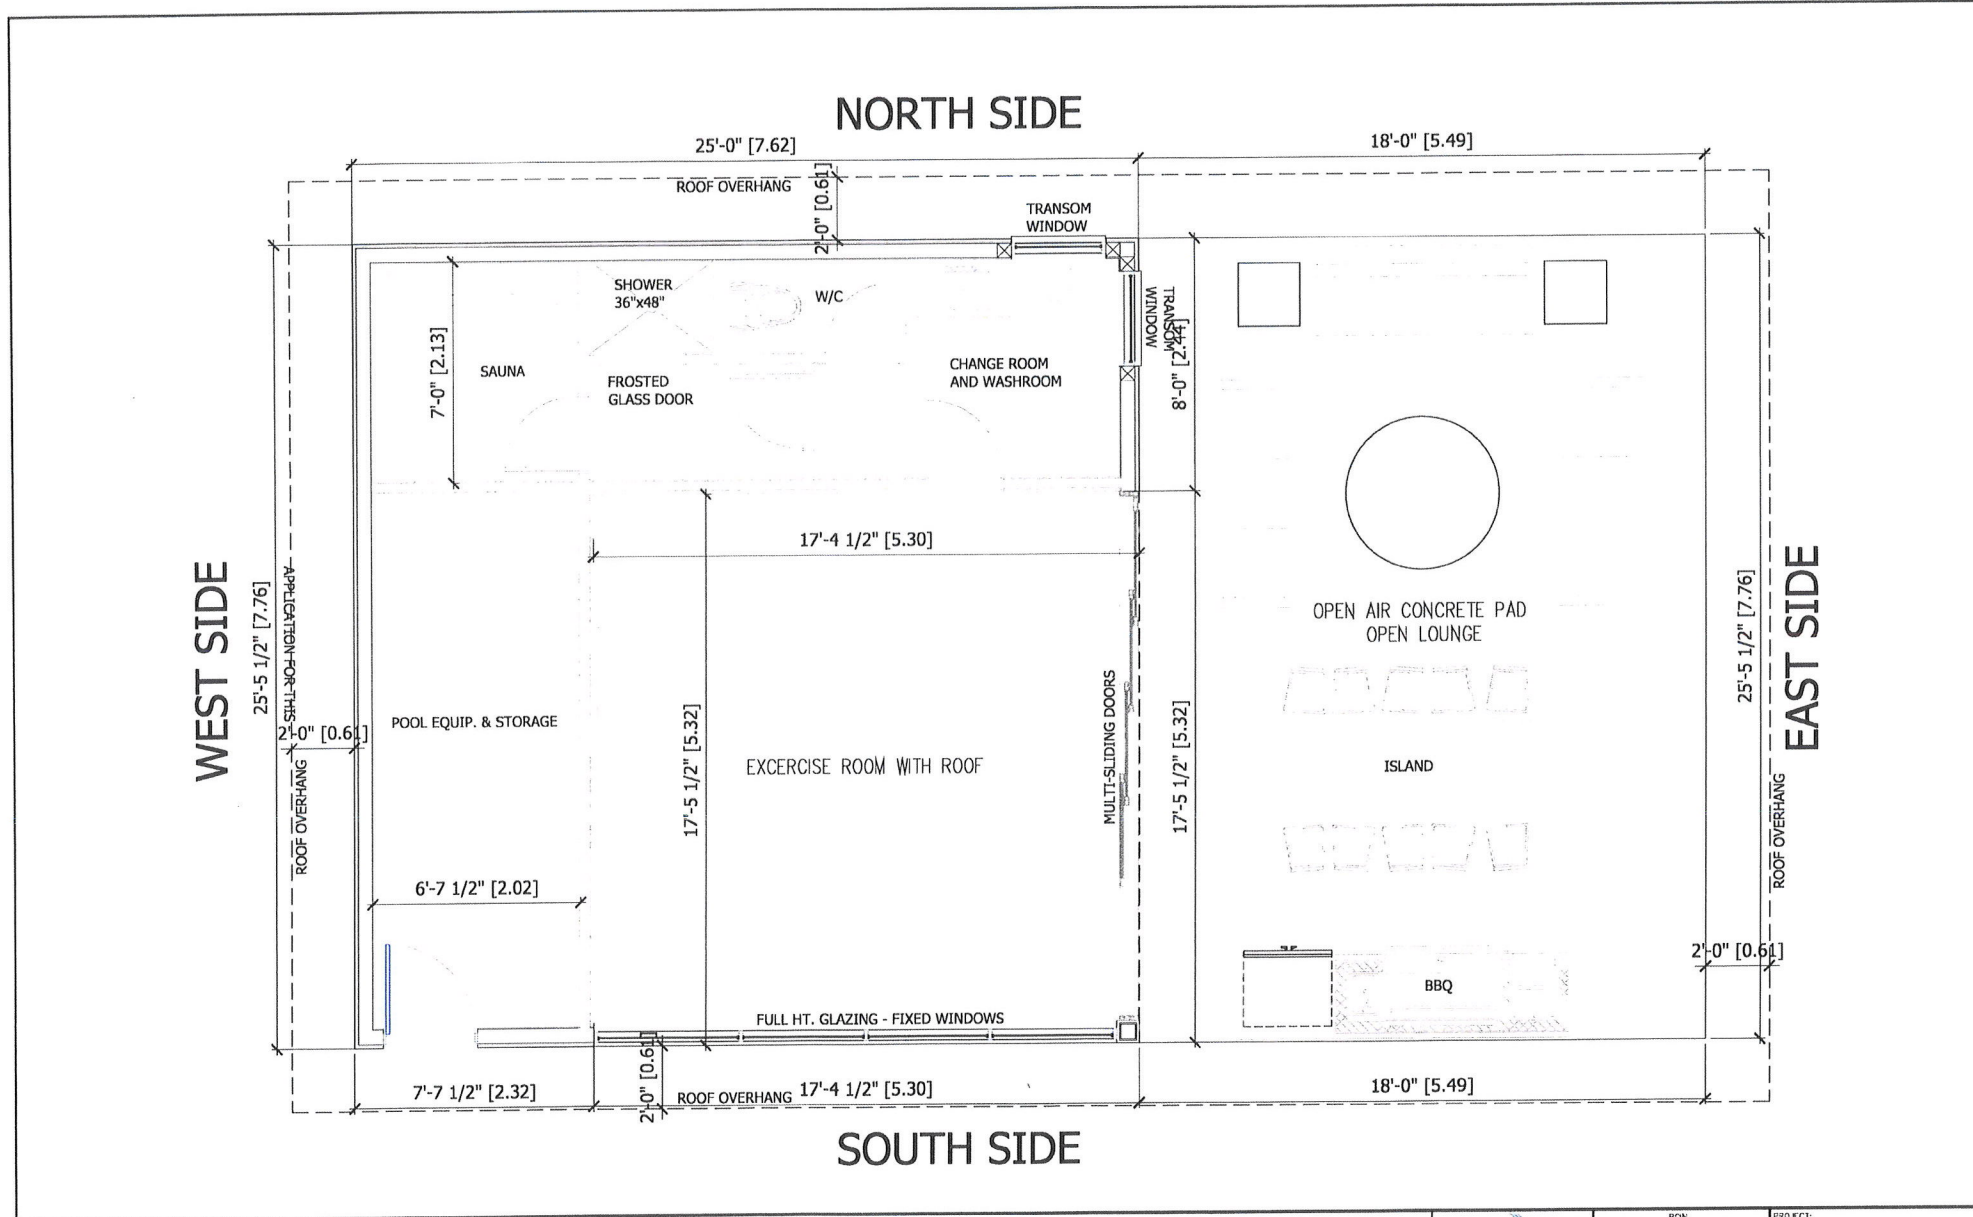 NORTH SIDE
25'-0" [7.62]
18'-0" [5.49]
ROOF OVERHANG
2'-0" [0.61]
TRANSOM
WINDOW
SHOWER
36"x48"
W/C
TRANSOM
WINDOW
8'-0" [2.44]
7'-0" [2.13]
SAUNA
FROSTED
GLASS DOOR
CHANGE ROOM
AND WASHROOM
17'-4 1/2" [5.30]
WEST SIDE
25'-5 1/2" [7.76]
APPLICATION FOR THIS
2'-0" [0.61]
ROOF OVERHANG
POOL EQUIP. & STORAGE
17'-5 1/2" [5.32]
EXCERCISE ROOM WITH ROOF
MULTI-SLIDING DOORS
17'-5 1/2" [5.32]
OPEN AIR CONCRETE PAD
OPEN LOUNGE
ISLAND
25'-5 1/2" [7.76]
EAST SIDE
ROOF OVERHANG
6'-7 1/2" [2.02]
2'-0" [0.61]
BBQ
FULL HT. GLAZING - FIXED WINDOWS
2'-0" [0.61]
7'-7 1/2" [2.32]
ROOF OVERHANG
17'-4 1/2" [5.30]
18'-0" [5.49]
SOUTH SIDE
PROJECT: